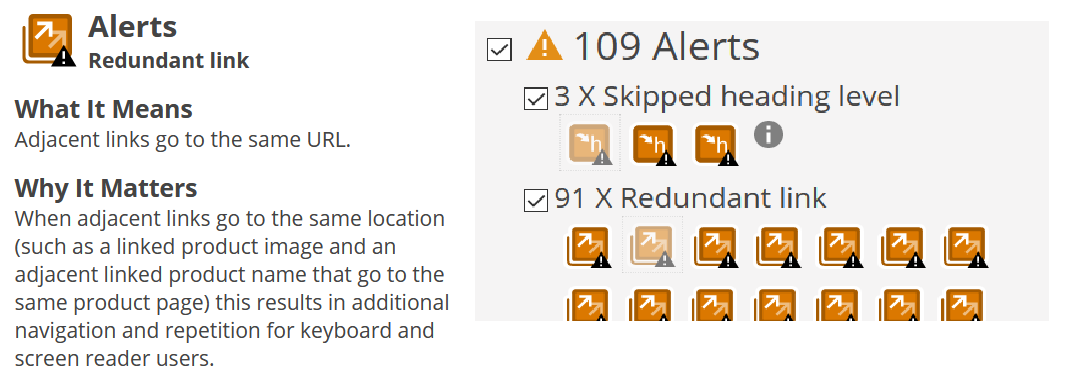 Alerts
Redundant link
What It Means
Adjacent links go to the same URL.
Why It Matters
When adjacent links go to the same location
(such as a linked product image and an
adjacent linked product name that go to the
same product page) this results in additional
navigation and repetition for keyboard and
screen reader users.
109 Alerts
3 X Skipped heading level
h h h i
91 X Redundant link